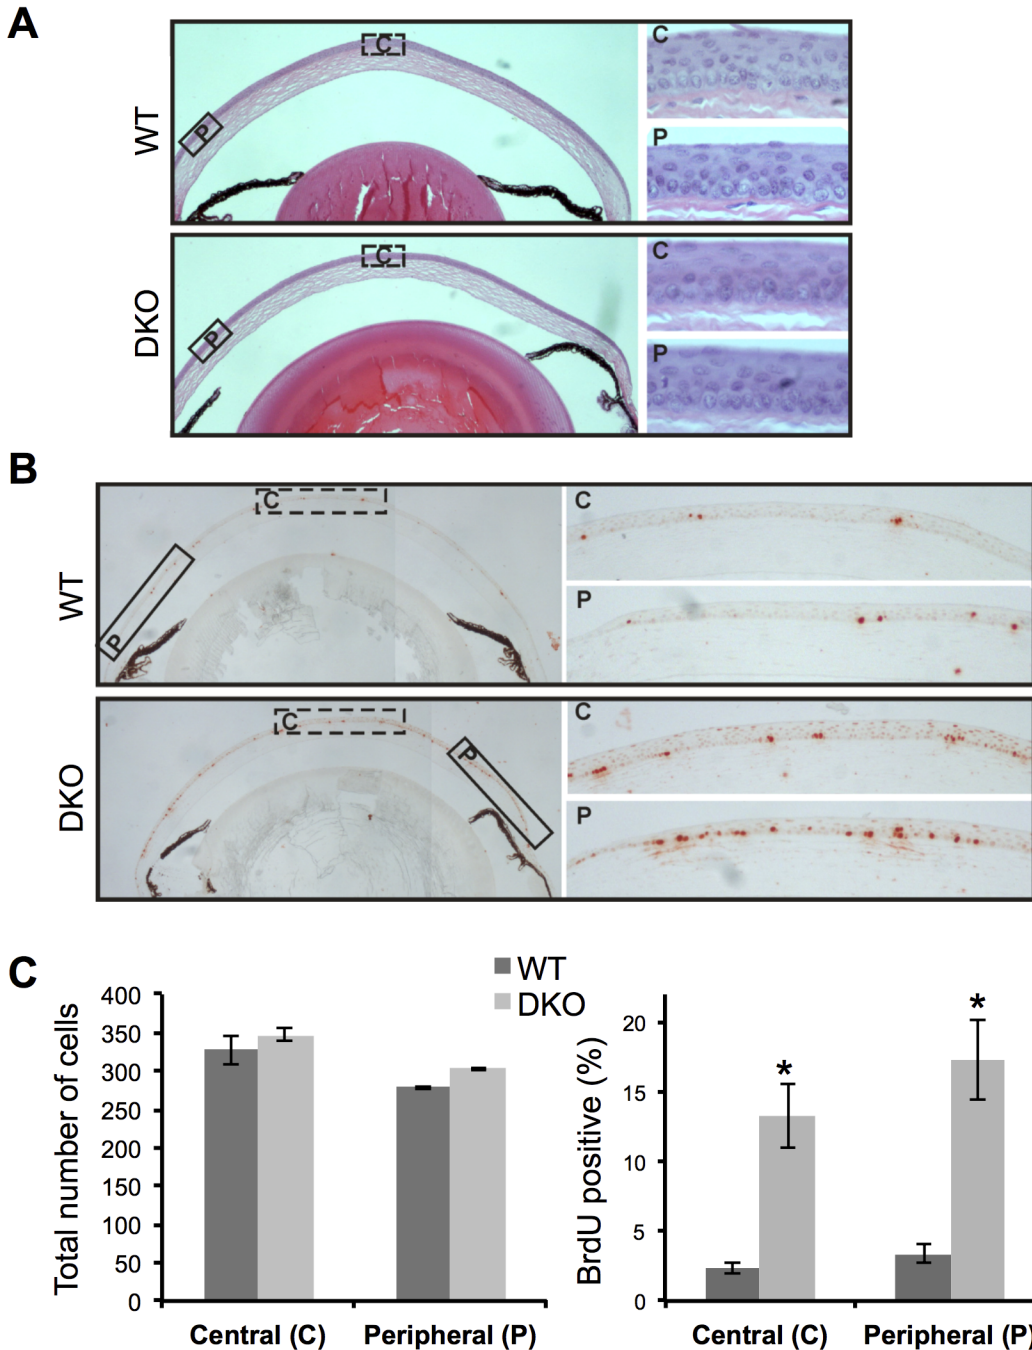 A
WT
C
P
C
P
DKO
C
P
C
P
B
WT
C
P
C
P
DKO
C
P
C
P
C
WT
DKO
Total number of cells
400
350
300
250
200
150
100
50
0
Central (C)
Peripheral (P)
BrdU positive (%)
20
15
10
5
0
*
*
Central (C)
Peripheral (P)